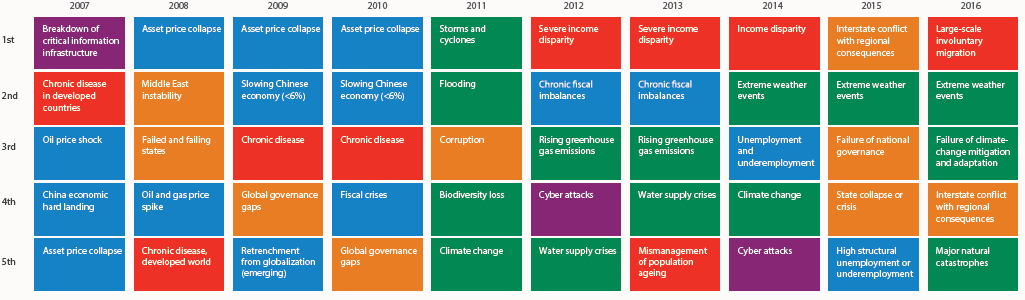 2007 2008 2009 2010 2011 2012 2013 2014 2015 2016
1st
Breakdown of
critical information
infrastructure
Asset price collapse
Asset price collapse
Asset price collapse
Storms and
cyclones
Severe income
disparity
Severe income
disparity
Income disparity
Interstate conflict
with regional
consequences
Large-scale
involuntary
migration
2nd
Chronic disease
in developed
countries
Middle East
instability
Slowing Chinese
economy (<6%)
Slowing Chinese
economy (<6%)
Flooding
Chronic fiscal
imbalances
Chronic fiscal
imbalances
Extreme weather
events
Extreme weather
events
Extreme weather
events
3rd
Oil price shock
Failed and failing
states
Chronic disease
Chronic disease
Corruption
Rising greenhouse
gas emissions
Rising greenhouse
gas emissions
Unemployment
and
underemployment
Failure of national
governance
Failure of climate-
change mitigation
and adaptation
4th
China economic
hard landing
Oil and gas price
spike
Global governance
gaps
Fiscal crises
Biodiversity loss
Cyber attacks
Water supply crises
Climate change
State collapse or
crisis
Interstate conflict
with regional
consequences
5th
Asset price collapse
Chronic disease,
developed world
Retrenchment
from globalization
(emerging)
Global governance
gaps
Climate change
Water supply crises
Mismanagement
of population
ageing
Cyber attacks
High structural
unemployment or
underemployment
Major natural
catastrophes